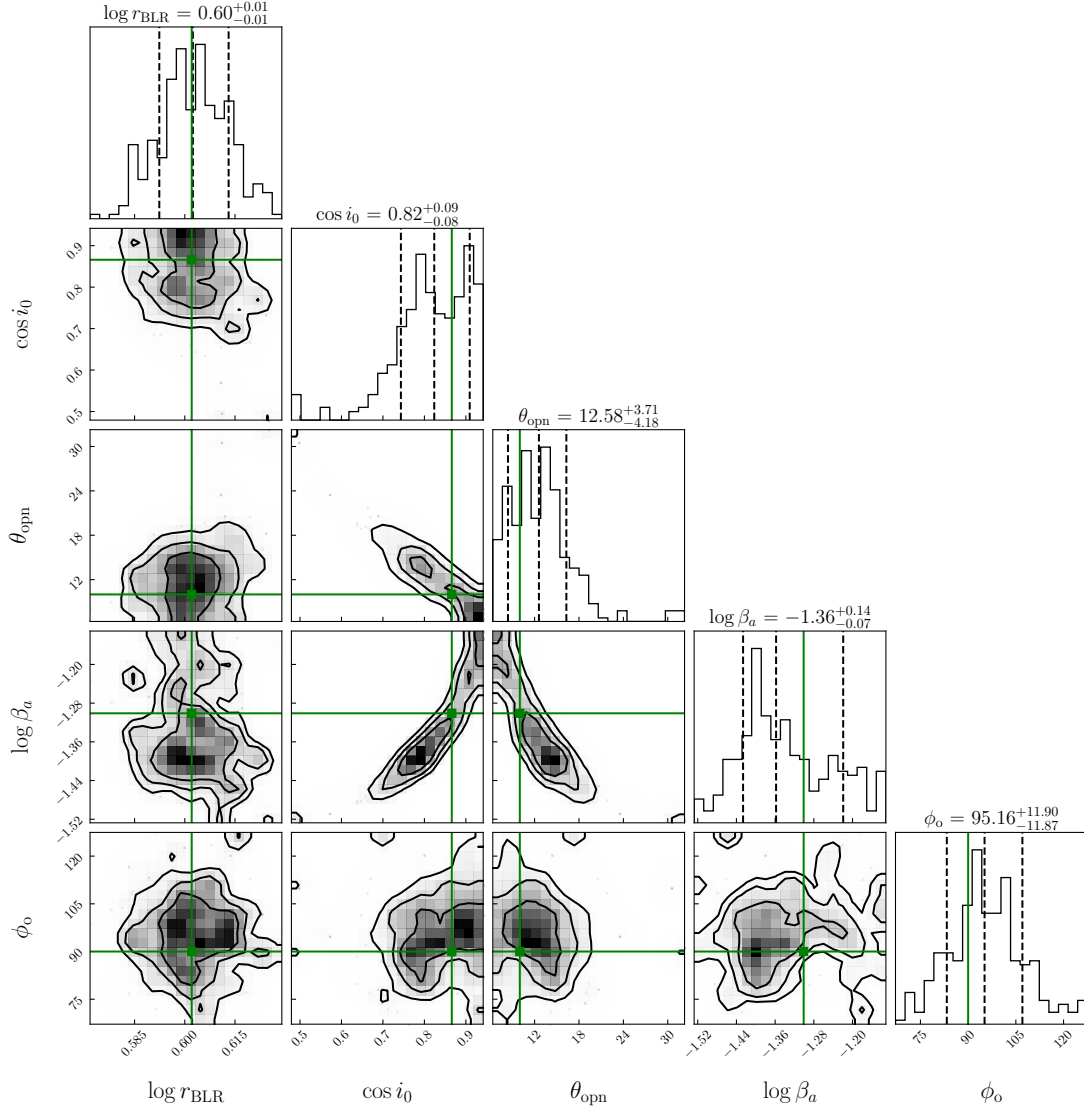 log r_BLR = 0.60^{+0.01}_{−0.01}
cos i_0 = 0.82^{+0.09}_{−0.08}
0.9
0.8
0.7
0.6
0.5
cos i_0
θ_opn = 12.58^{+3.71}_{−4.18}
30
24
18
12
θ_opn
log β_a = −1.36^{+0.14}_{−0.07}
−1.20
−1.28
−1.36
−1.44
−1.52
log β_a
ϕ_o = 95.16^{+11.90}_{−11.87}
120
105
90
75
ϕ_o
0.585 0.600 0.615
0.5 0.6 0.7 0.8 0.9
12 18 24 30
−1.52 −1.44 −1.36 −1.28 −1.20
75 90 105 120
log r_BLR cos i_0 θ_opn log β_a ϕ_o